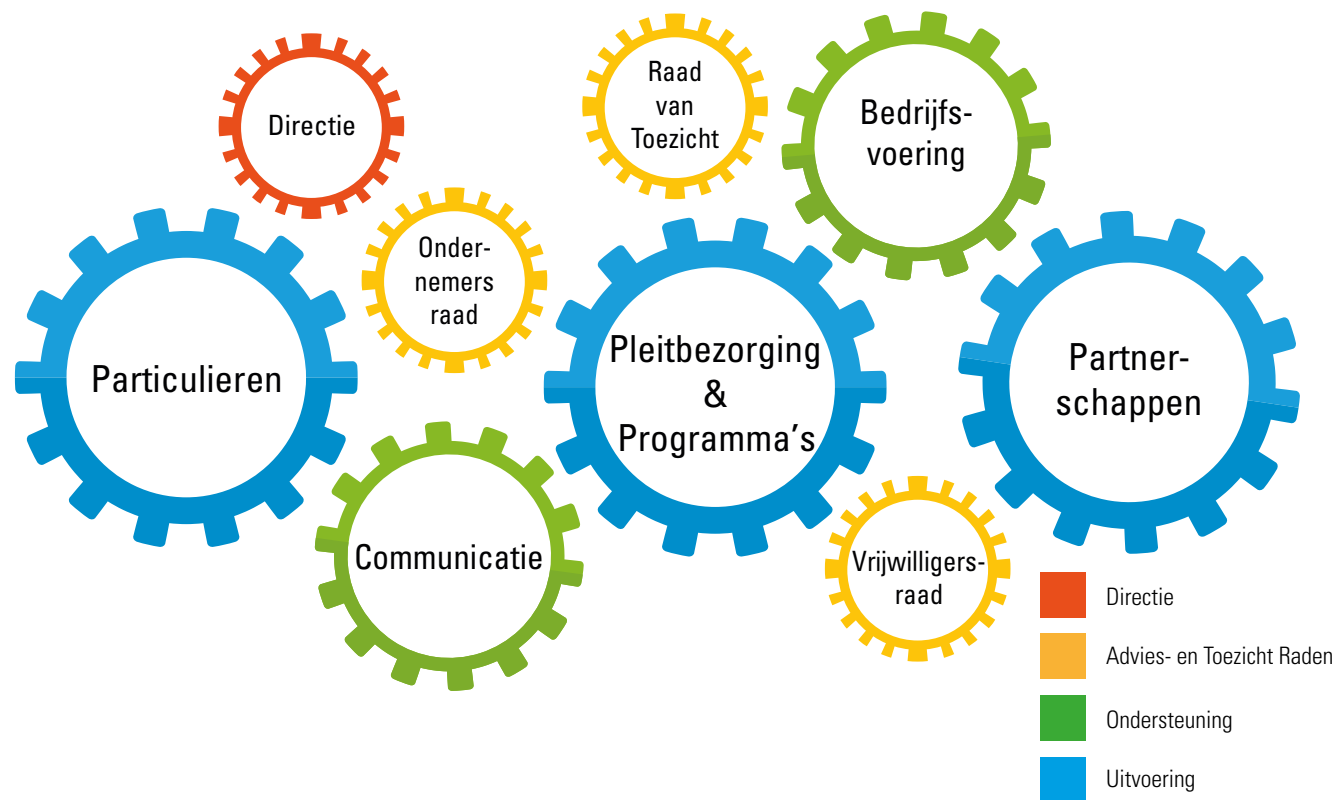 Directie
Raad
van
Toezicht
Bedrijfs-
voering
Onder-
nemers
raad
Particulieren
Pleitbezorging
&
Programma's
Partner-
schappen
Communicatie
Vrijwilligers-
raad
Directie
Advies- en Toezicht Raden
Ondersteuning
Uitvoering